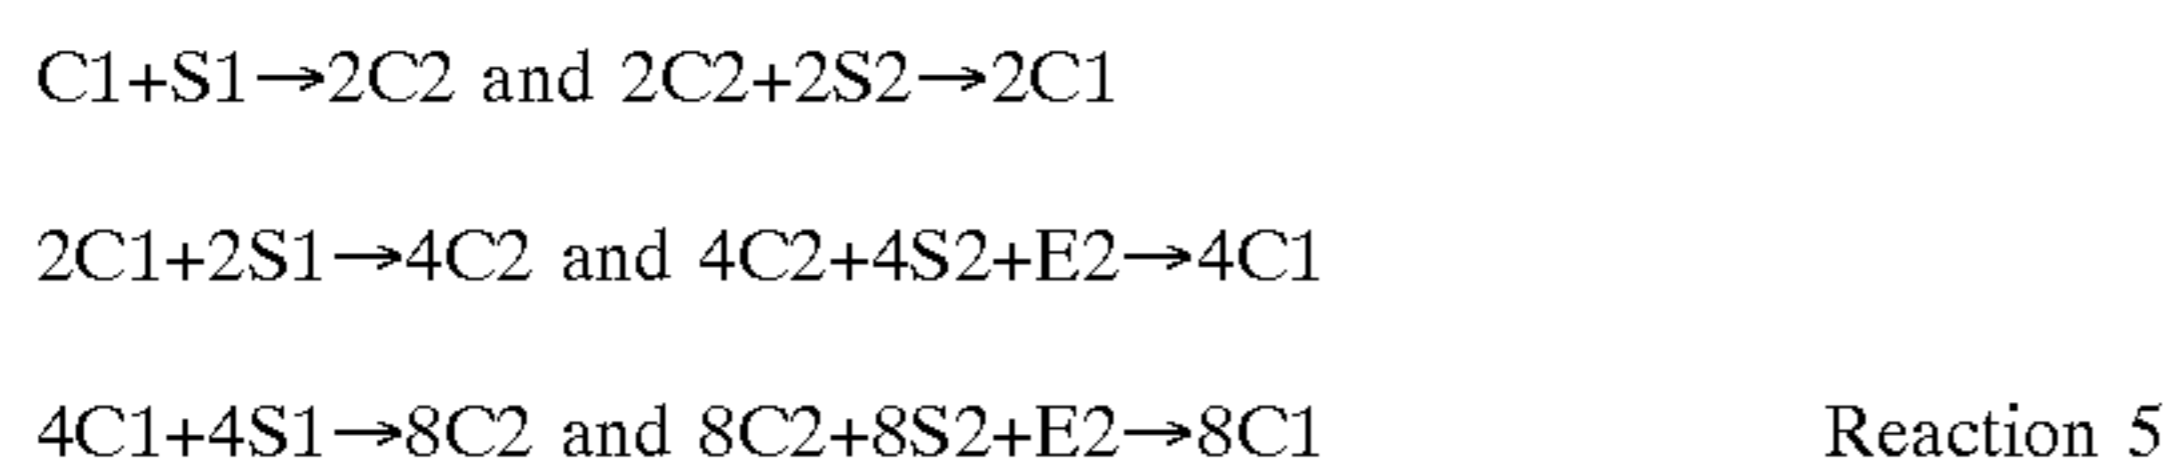 C1+S1→2C2 and 2C2+2S2→2C1
2C1+2S1→4C2 and 4C2+4S2+E2→4C1
4C1+4S1→8C2 and 8C2+8S2+E2→8C1 Reaction 5